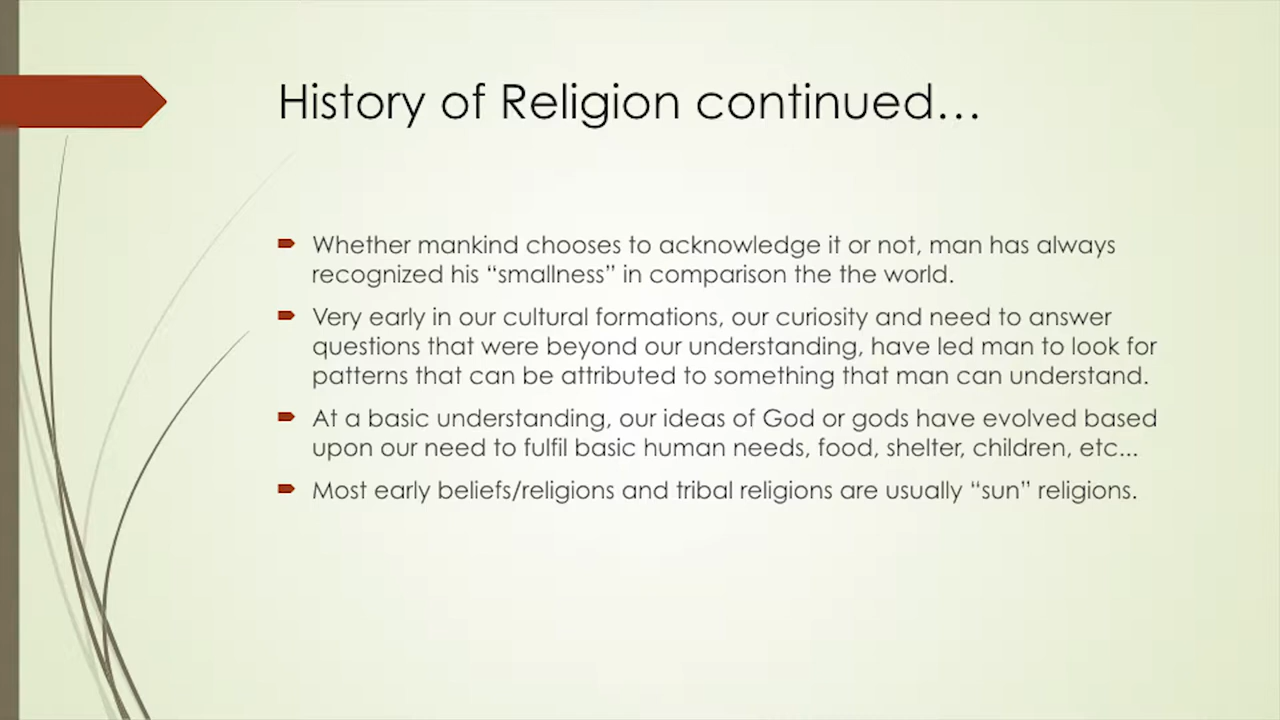 History of Religion continued…
Whether mankind chooses to acknowledge it or not, man has always
recognized his “smallness” in comparison the the world.
Very early in our cultural formations, our curiosity and need to answer
questions that were beyond our understanding, have led man to look for
patterns that can be attributed to something that man can understand.
At a basic understanding, our ideas of God or gods have evolved based
upon our need to fulfil basic human needs, food, shelter, children, etc…
Most early beliefs/religions and tribal religions are usually “sun” religions.